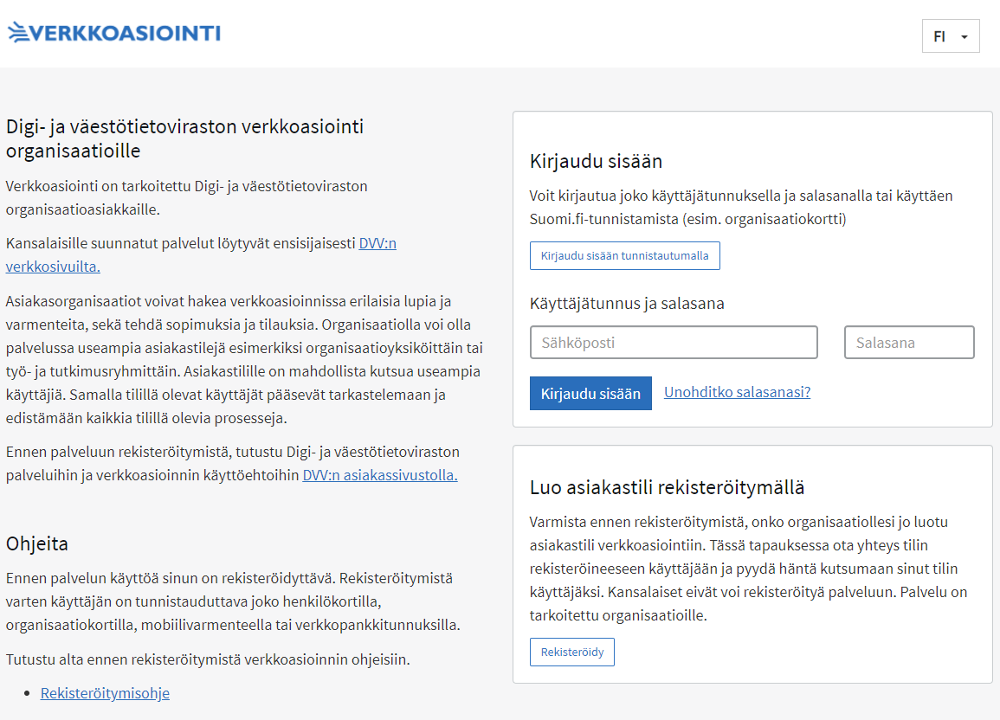 VERKKOASIOINTI
FI
Digi- ja väestötietoviraston verkkoasiointi
organisaatioille
Verkkoasiointi on tarkoitettu Digi- ja väestötietoviraston
organisaatioasiakkaille.
Kansalaisille suunnatut palvelut löytyvät ensisijaisesti DVV:n
verkkosivuilta.
Asiakasorganisaatiot voivat hakea verkkoasioinnissa erilaisia lupia ja
varmenteita, sekä tehdä sopimuksia ja tilauksia. Organisaatiolla voi olla
palvelussa useampia asiakastilejä esimerkiksi organisaatioyksiköittäin tai
työ- ja tutkimusryhmittäin. Asiakastilille on mahdollista kutsua useampia
käyttäjiä. Samalla tilillä olevat käyttäjät pääsevät tarkastelemaan ja
edistämään kaikkia tilillä olevia prosesseja.
Ennen palveluun rekisteröitymistä, tutustu Digi- ja väestötietoviraston
palveluihin ja verkkoasioinnin käyttöehtoihin DVV:n asiakassivustolla.
Ohjeita
Ennen palvelun käyttöä sinun on rekisteröidyttävä. Rekisteröitymistä
varten käyttäjän on tunnistauduttava joko henkilökortilla,
organisaatiokortilla, mobiilivarmenteella tai verkkopankkitunnuksilla.
Tutustu alta ennen rekisteröitymistä verkkoasioinnin ohjeisiin.
• Rekisteröitymisohje
Kirjaudu sisään
Voit kirjautua joko käyttäjätunnuksella ja salasanalla tai käyttäen
Suomi.fi-tunnistamista (esim. organisaatiokortti)
Kirjaudu sisään tunnistautumalla
Käyttäjätunnus ja salasana
Sähköposti Salasana
Kirjaudu sisään Unohditko salasanasi?
Luo asiakastili rekisteröitymällä
Varmista ennen rekisteröitymistä, onko organisaatiollesi jo luotu
asiakastili verkkoasiointiin. Tässä tapauksessa ota yhteys tilin
rekisteröineeseen käyttäjään ja pyydä häntä kutsumaan sinut tilin
käyttäjäksi. Kansalaiset eivät voi rekisteröityä palveluun. Palvelu on
tarkoitettu organisaatioille.
Rekisteröidy